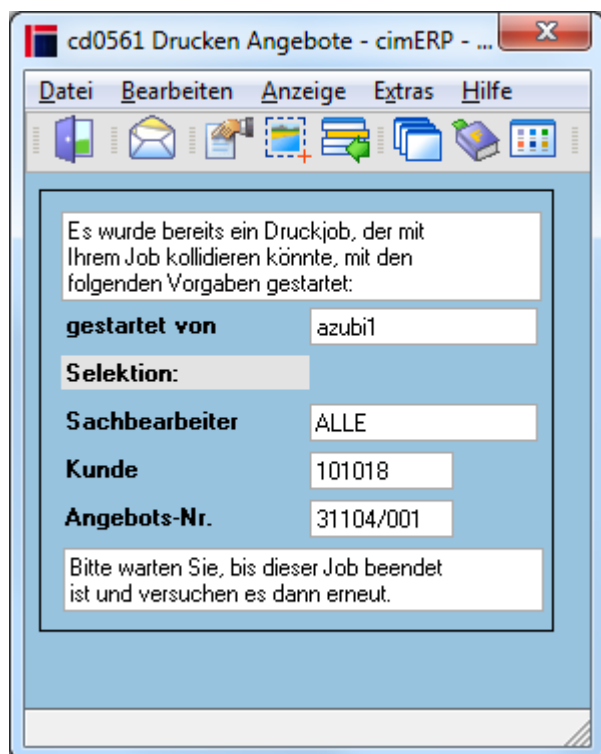 cd0561 Drucken Angebote - cimERP - ...
Datei Bearbeiten Anzeige Extras Hilfe
Es wurde bereits ein Druckjob, der mit
Ihrem Job kollidieren könnte, mit den
folgenden Vorgaben gestartet:
gestartet von azubi1
Selektion:
Sachbearbeiter ALLE
Kunde 101018
Angebots-Nr. 31104/001
Bitte warten Sie, bis dieser Job beendet
ist und versuchen es dann erneut.